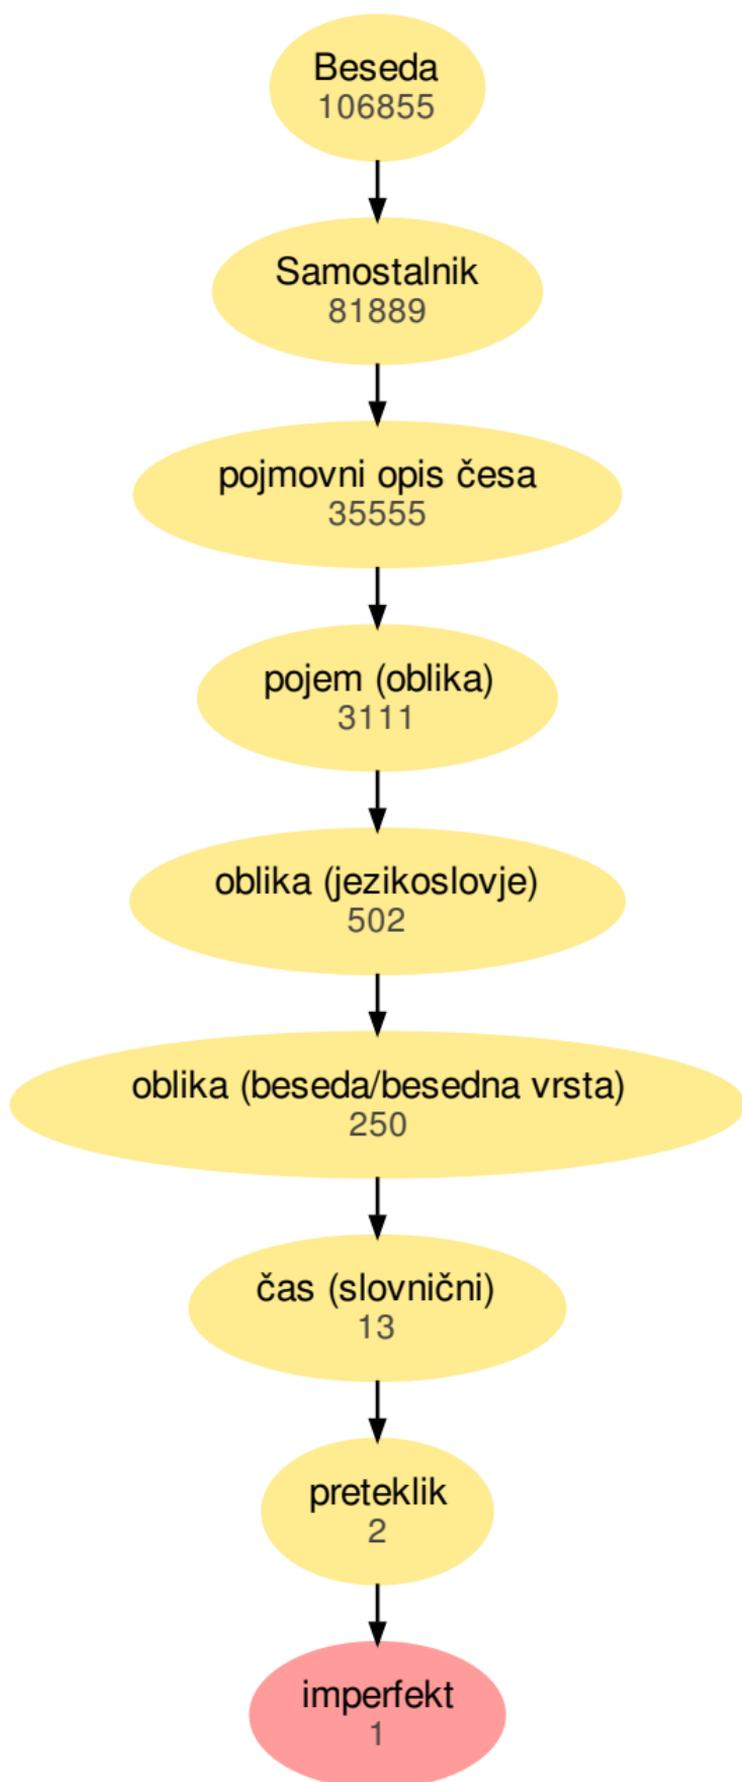 Beseda
106855
Samostalnik
81889
pojmovni opis česa
35555
pojem (oblika)
3111
oblika (jezikoslovje)
502
oblika (beseda/besedna vrsta)
250
čas (slovnični)
13
preteklik
2
imperfekt
1